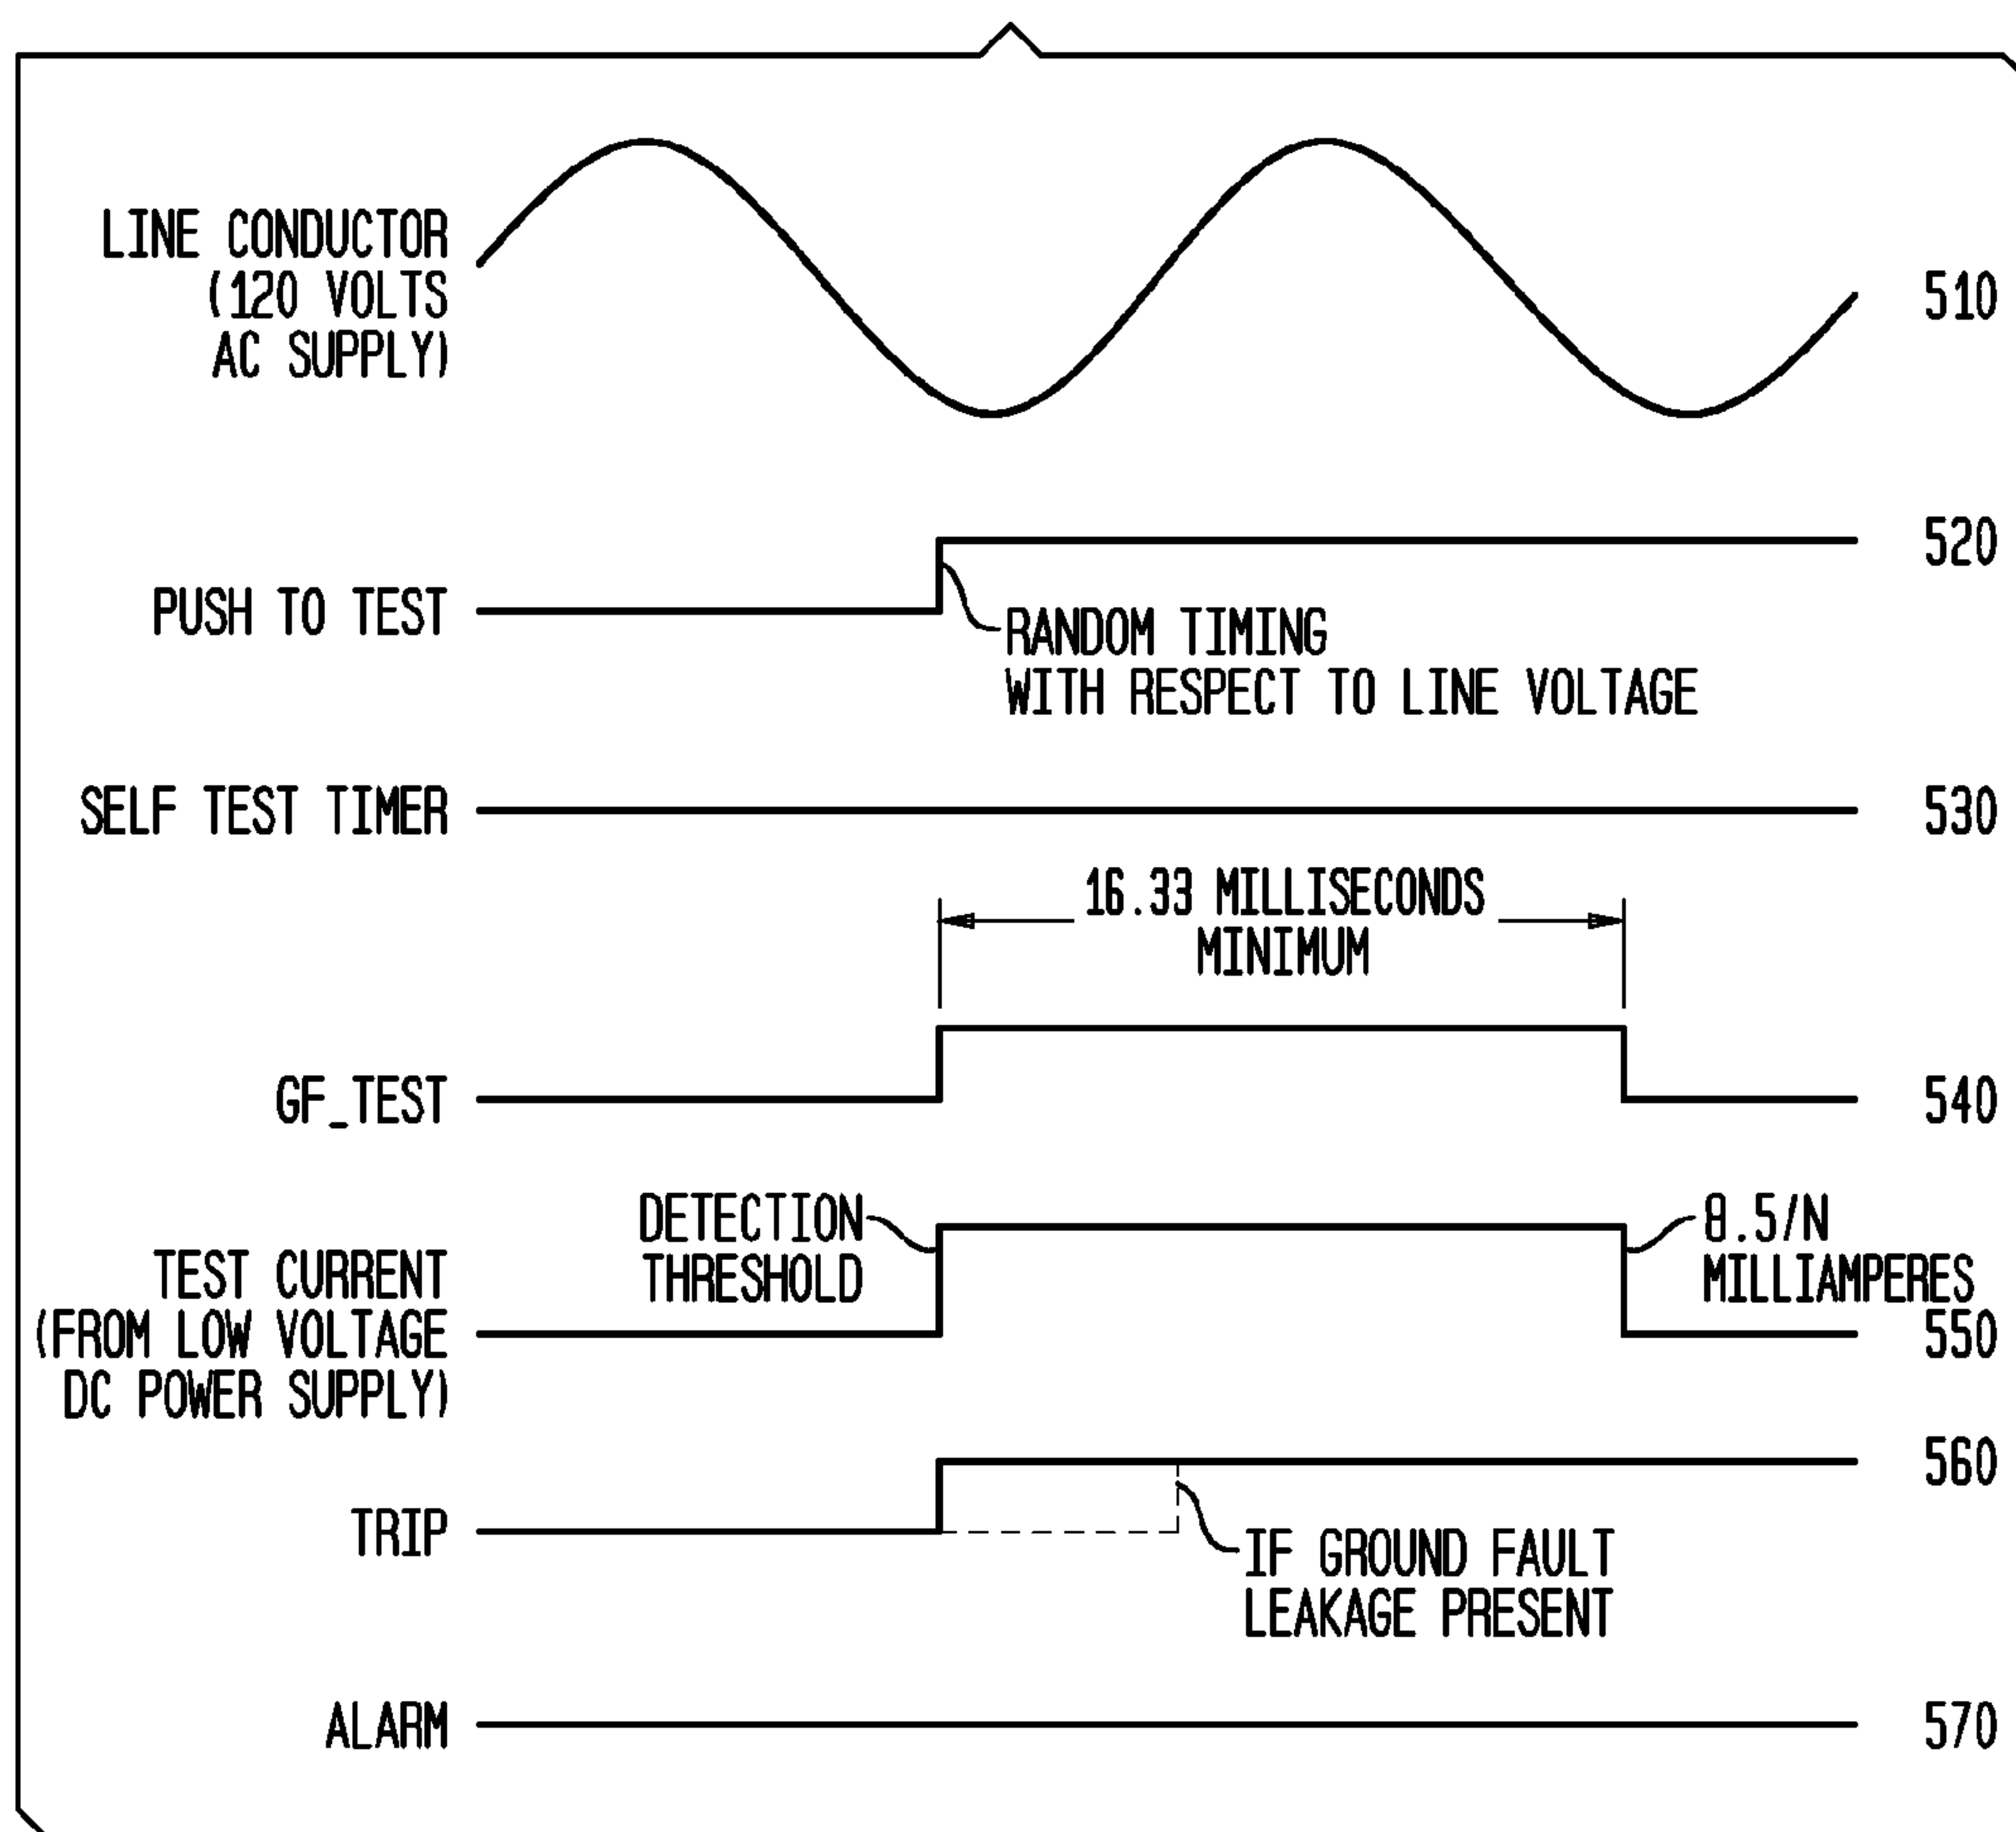 LINE CONDUCTOR
(120 VOLTS
AC SUPPLY)
510
520
PUSH TO TEST
RANDOM TIMING
WITH RESPECT TO LINE VOLTAGE
SELF TEST TIMER
530
16.33 MILLISECONDS
MINIMUM
GF_TEST
540
DETECTION
THRESHOLD
8.5/N
MILLIAMPERES
TEST CURRENT
(FROM LOW VOLTAGE
DC POWER SUPPLY)
550
560
TRIP
IF GROUND FAULT
LEAKAGE PRESENT
ALARM
570